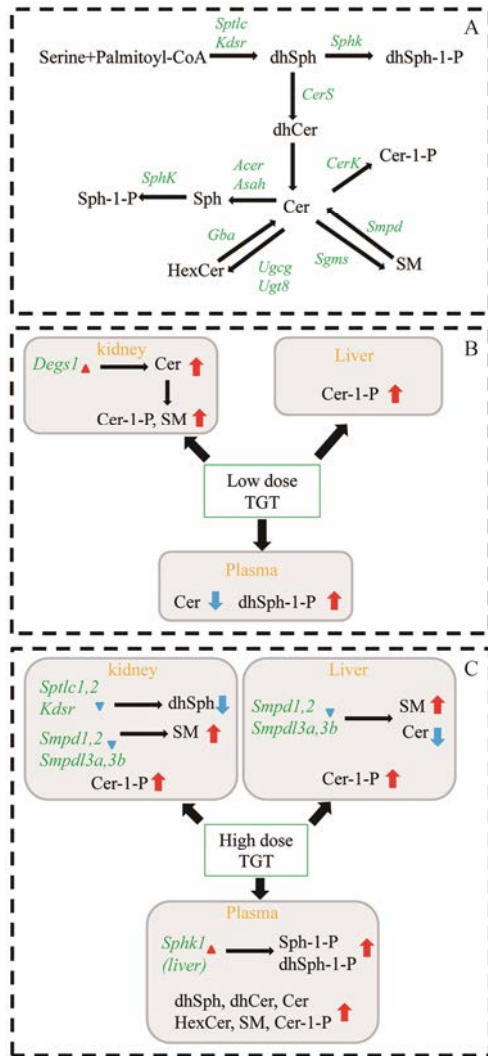 A
Sptlc
Kdsr
Sphk
Serine+Palmitoyl-CoA
dhSph
dhSph-1-P
CerS
dhCer
Cer-1-P
CerK
Acer
Asah
SphK
Sph-1-P
Sph
Cer
Gba
Smpd
HexCer
Ugcg
Ugt8
Sgms
SM
B
kidney
Degs1
Cer
Cer-1-P, SM
Liver
Cer-1-P
Low dose
TGT
Plasma
Cer
dhSph-1-P
C
kidney
Sptlc1,2
Kdsr
dhSph
Smpd1,2
Smpdl3a,3b
SM
Cer-1-P
Liver
Smpd1,2
Smpdl3a,3b
SM
Cer
Cer-1-P
High dose
TGT
Plasma
Sphk1
(liver)
Sph-1-P
dhSph-1-P
dhSph, dhCer, Cer
HexCer, SM, Cer-1-P